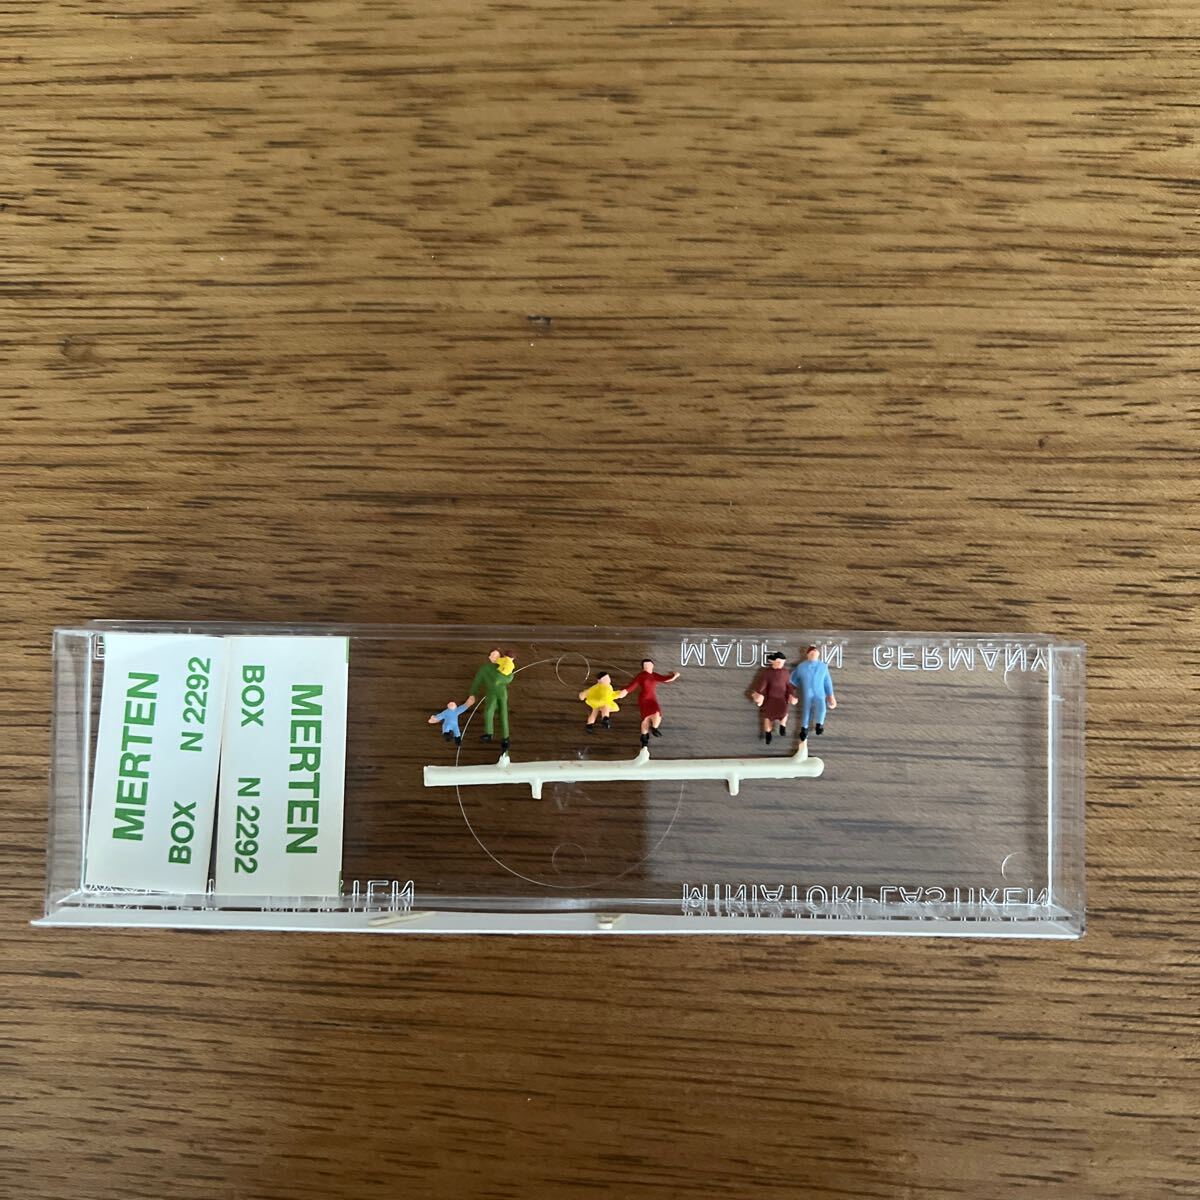 MERTEN
BOX N 2292
MERTEN
BOX N 2292
MADE IN GERMANY
MINIATURPLASTIKEN